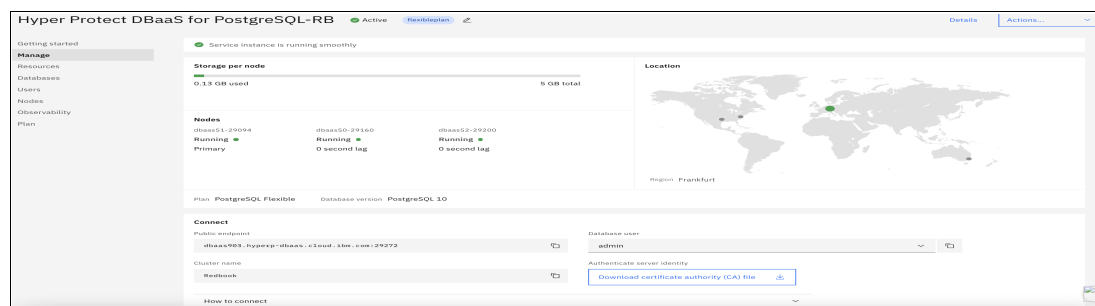 Hyper Protect DBaaS for PostgreSQL-RB Active flexibleplan Details Actions...
Getting started
Manage
Resources
Databases
Users
Nodes
Observability
Plan
Service instance is running smoothly
Storage per node
0.13 GB used 5 GB total
Nodes
dbaas51-29094 dbaas50-29160 dbaas52-29200
Running Running Running
Primary 0 second lag 0 second lag
Location
Region Frankfurt
Plan PostgreSQL Flexible Database version PostgreSQL 10
Connect
Public endpoint Database user
dbaas903.hyperp-dbaas.cloud.ibm.com:29272 admin
Cluster name Authenticate server identity
Redbook Download certificate authority (CA) file
How to connect